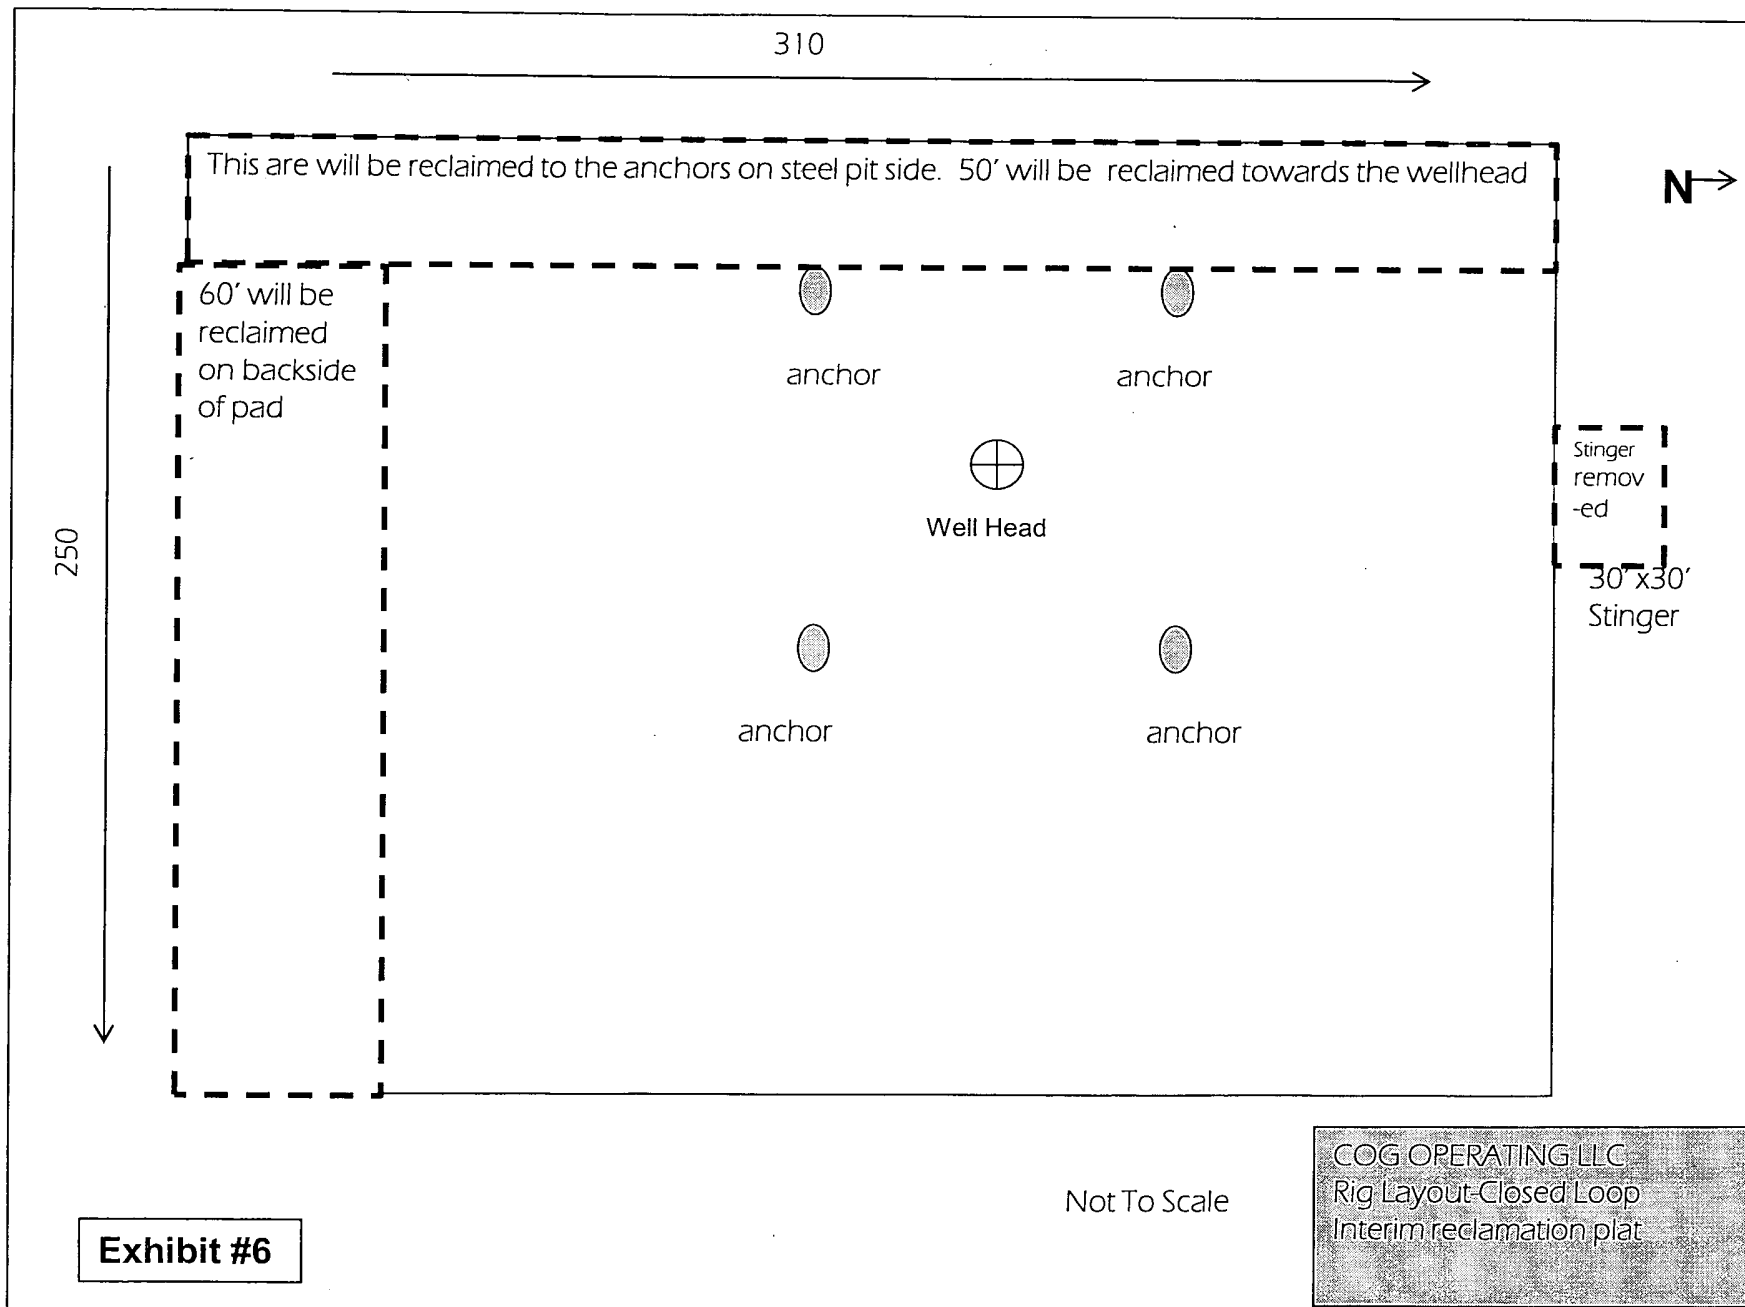 310
This are will be reclaimed to the anchors on steel pit side. 50' will be reclaimed towards the wellhead
N
60' will be
reclaimed
on backside
of pad
anchor
anchor
Stinger
remov
-ed
Well Head
250
30' x30'
Stinger
anchor
anchor
Not To Scale
COG OPERATING LLC
Rig Layout-Closed Loop
Interim reclamation plat
Exhibit #6